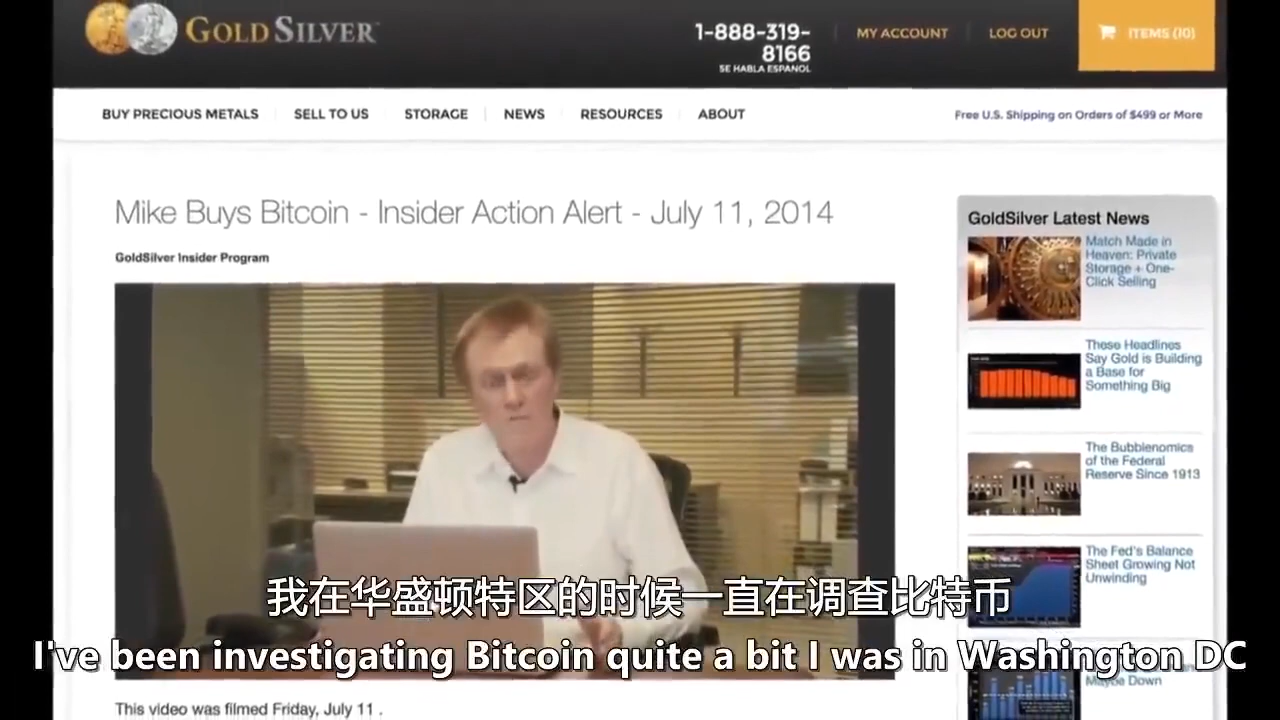 GOLDSILVER
1-888-319-
8166
SE HABLA ESPANOL
MY ACCOUNT
LOG OUT
ITEMS (10)
BUY PRECIOUS METALS
SELL TO US
STORAGE
NEWS
RESOURCES
ABOUT
Free U.S. Shipping on Orders of $499 or More
Mike Buys Bitcoin - Insider Action Alert - July 11, 2014
GoldSilver Insider Program
This video was filmed Friday, July 11 .
GoldSilver Latest News
Match Made in
Heaven: Private
Storage + One-
Click Selling
These Headlines
Say Gold is Building
a Base for
Something Big
The Bubblenomics
of the Federal
Reserve Since 1913
The Fed's Balance
Sheet Growing Not
Unwinding
Maybe Down
我在华盛顿特区的时候一直在调查比特币
I've been investigating Bitcoin quite a bit I was in Washington DC